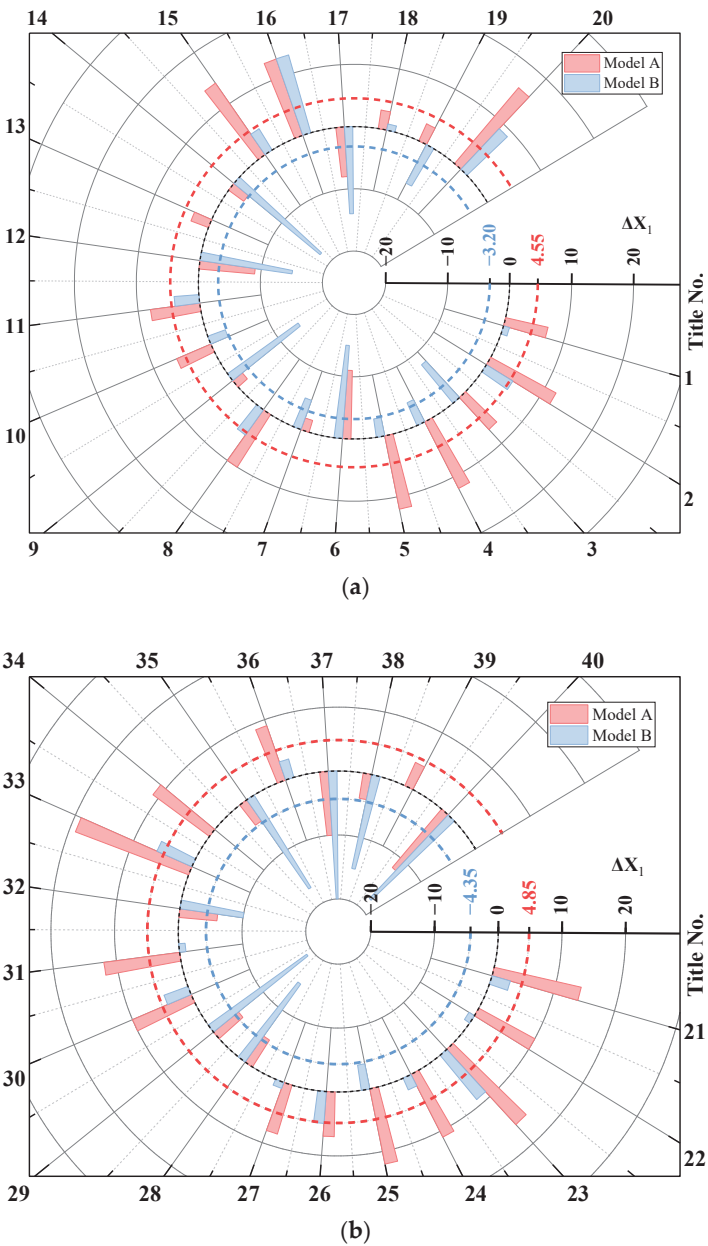 14 15 16 17 18 19 20
Model A
Model B
13
12
11
10
ΔX1
−20 −10 −3.20 0 4.55 10 20
Title No.
1
2
9 8 7 6 5 4 3
(a)
34 35 36 37 38 39 40
Model A
Model B
33
32
31
30
ΔX1
−20 −10 −4.35 0 4.85 10 20
Title No.
21
22
29 28 27 26 25 24 23
(b)